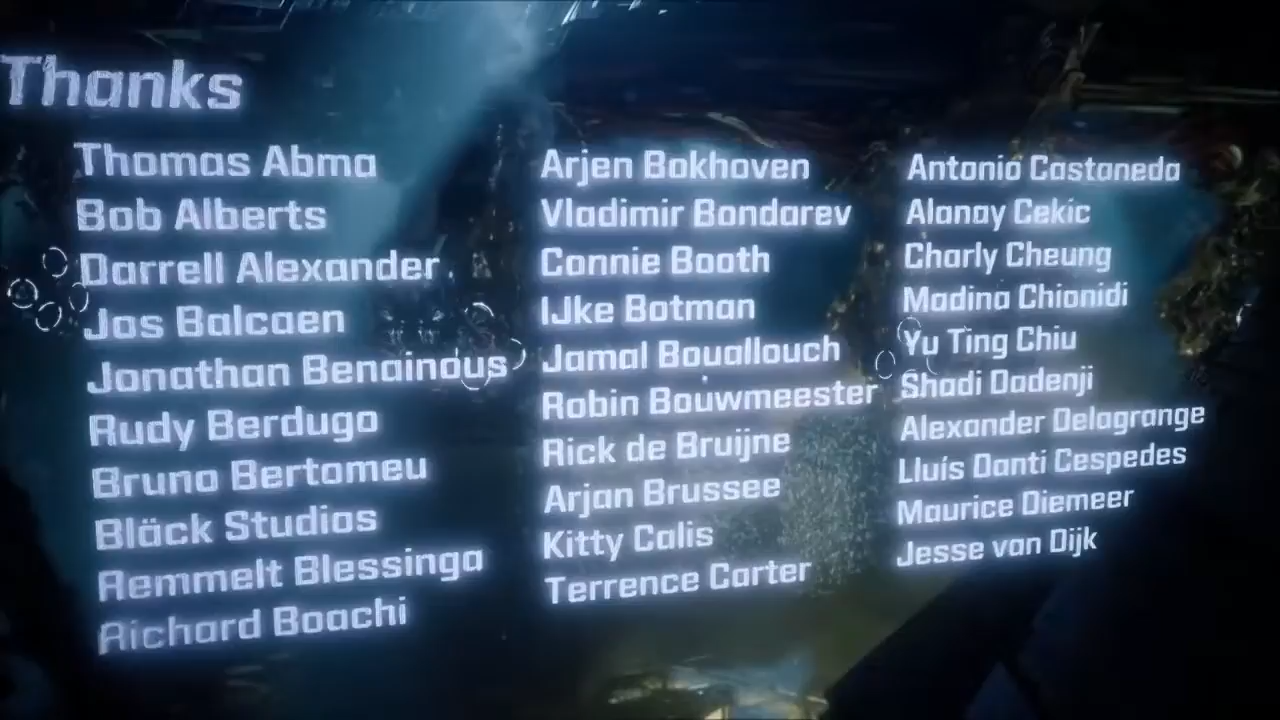 Thanks
Thomas Abma
Bob Alberts
Darrell Alexander
Jos Balcaen
Jonathan Benainous
Rudy Berdugo
Bruno Bertomeu
Bläck Studios
Remmelt Blessinga
Richard Boachi
Arjen Bokhoven
Vladimir Bondarev
Connie Booth
IJke Botman
Jamal Bouallouch
Robin Bouwmeester
Rick de Bruijne
Arjan Brussee
Kitty Calis
Terrence Carter
Antonio Castaneda
Alanay Cekic
Charly Cheung
Madina Chionidi
Yu Ting Chiu
Shadi Dadenji
Alexander Delagrange
Lluís Danti Cespedes
Maurice Diemeer
Jesse van Dijk